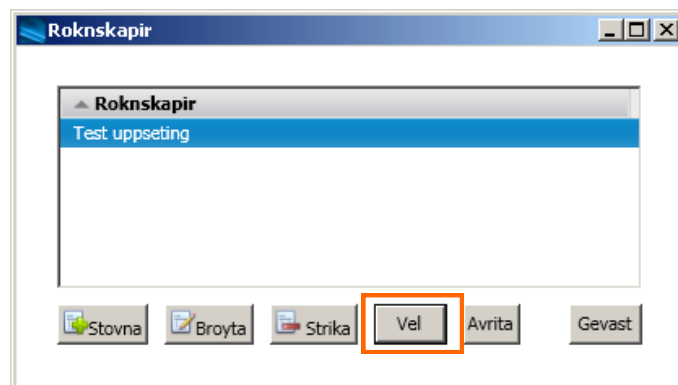 Roknskapir
Roknskapir
Test uppseting
Stovna Broyta Strika Vel Avrita Gevast